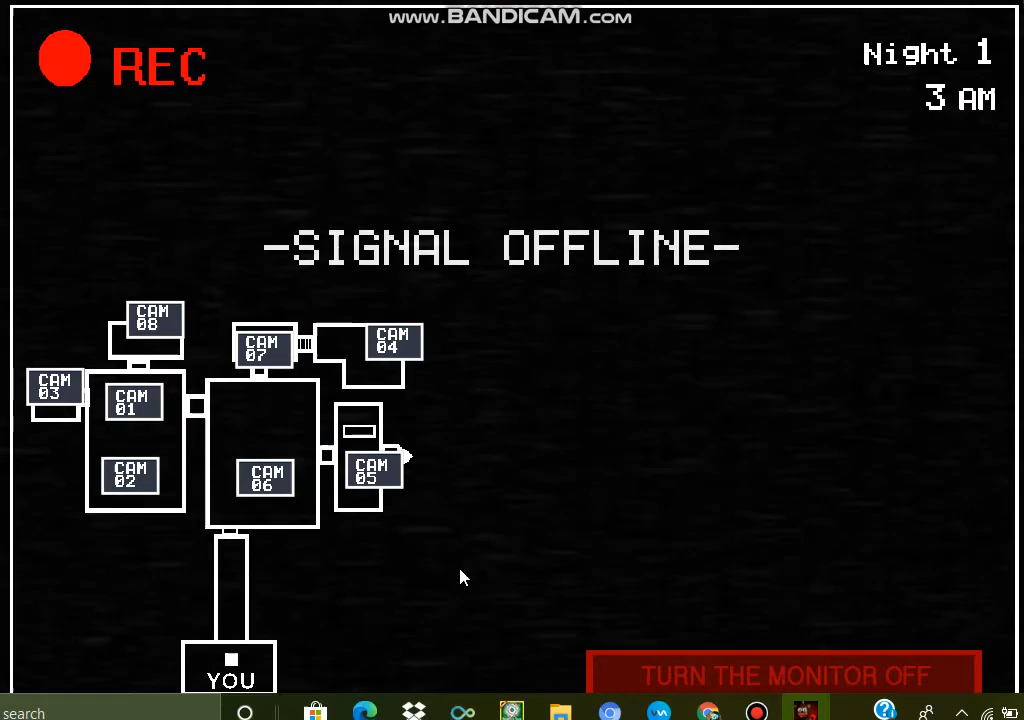 www.BANDICAM.com
REC
Night 1
3 AM
-SIGNAL OFFLINE-
CAM
08
CAM
07
CAM
04
CAM
03
CAM
01
CAM
02
CAM
06
CAM
05
YOU
TURN THE MONITOR OFF
search